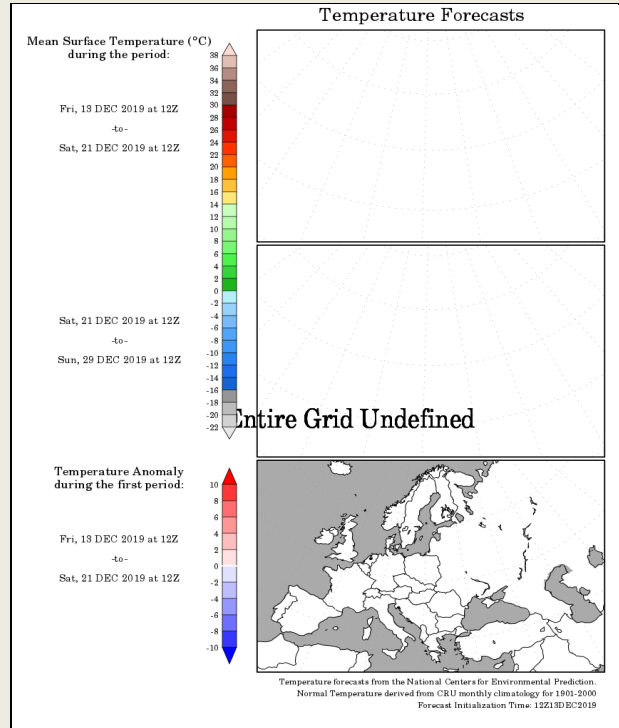 Temperature Forecasts
Mean Surface Temperature (°C)
during the period:
Fri, 13 DEC 2019 at 12Z
-to-
Sat, 21 DEC 2019 at 12Z
38
36
34
32
30
28
26
24
22
20
18
16
14
12
10
8
6
4
2
0
-2
-4
-6
-8
-10
-12
-14
-16
-18
-20
-22
Sat, 21 DEC 2019 at 12Z
-to-
Sun, 29 DEC 2019 at 12Z
Entire Grid Undefined
Temperature Anomaly
during the first period:
Fri, 13 DEC 2019 at 12Z
-to-
Sat, 21 DEC 2019 at 12Z
10
8
6
4
2
0
-2
-4
-6
-8
-10
Temperature forecasts from the National Centers for Environmental Prediction.
Normal Temperature derived from CRU monthly climatology for 1901-2000
Forecast Initialization Time: 12Z13DEC2019